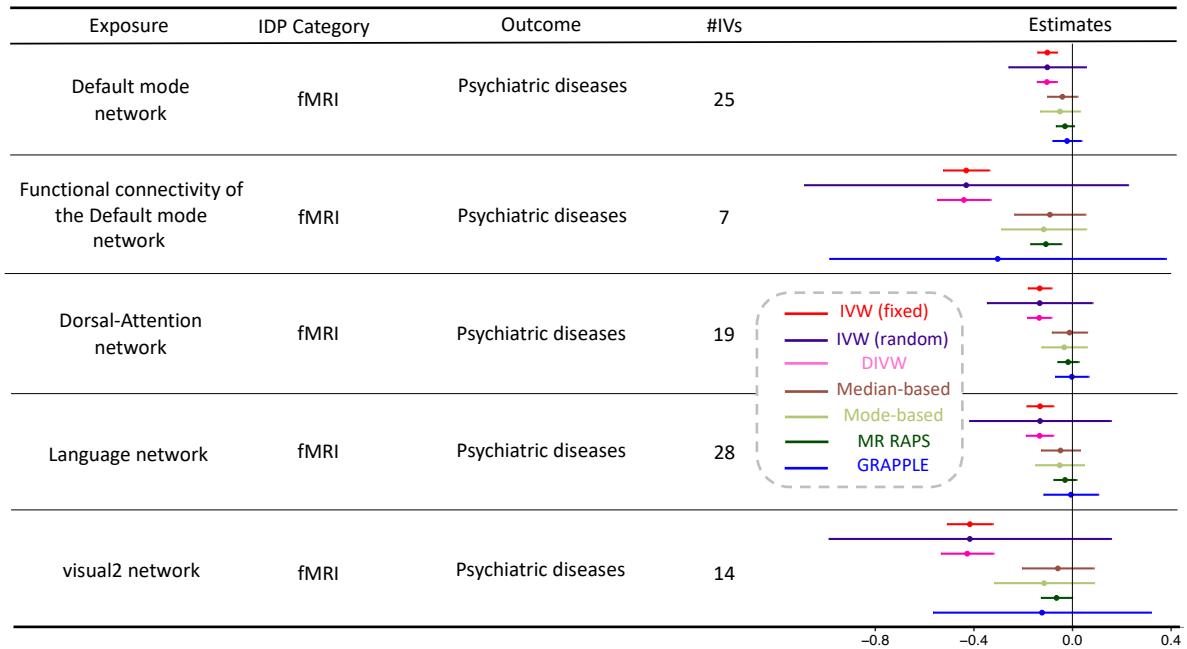 Exposure IDP Category Outcome #IVs Estimates
Default mode
network
fMRI
Psychiatric diseases
25
Functional connectivity of
the Default mode
network
fMRI
Psychiatric diseases
7
Dorsal-Attention
network
fMRI
Psychiatric diseases
19
IVW (fixed)
IVW (random)
DIVW
Median-based
Mode-based
MR RAPS
GRAPPLE
Language network
fMRI
Psychiatric diseases
28
visual2 network
fMRI
Psychiatric diseases
14
−0.8 −0.4 0.0 0.4